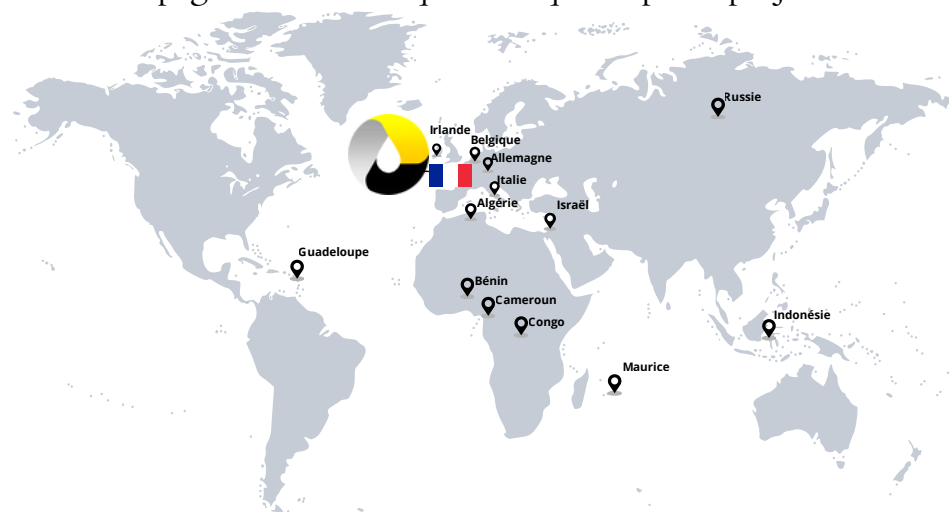 Russie
Irlande
Belgique
Allemagne
Italie
Algérie
Israël
Guadeloupe
Bénin
Cameroun
Congo
Indonésie
Maurice